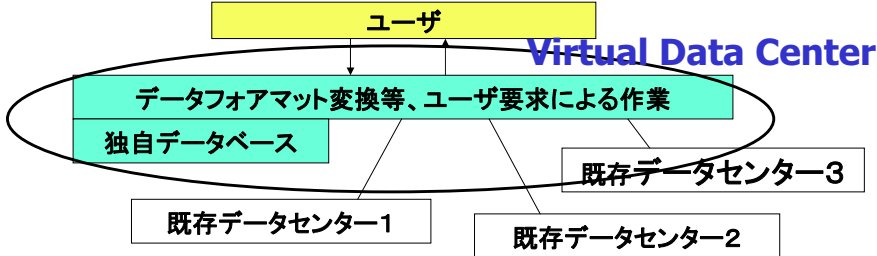 ユーザ
Virtual Data Center
データフォアマット変換等、ユーザ要求による作業
独自データベース
既存データセンター3
既存データセンター1
既存データセンター2